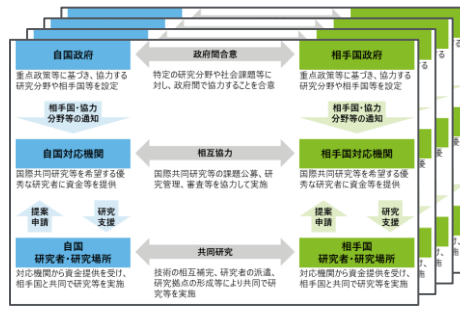 自国政府
政府間合意
相手国政府
重点政策等に基づき、協力する
研究分野や相手国等を設定
特定の研究分野や社会課題等に
対し、政府間で協力することを合意
重点政策等に基づき、協力する
研究分野や相手国等を設定
相手国・協力
分野等の通知
相手国・協力
分野等の通知
自国対応機関
相互協力
相手国対応機関
国際共同研究等を希望する優
秀な研究者に資金等を提供
国際共同研究等の課題公募、研
究管理、審査等を協力して実施
国際共同研究等を希望する優
秀な研究者に資金等を提供
提案
申請
研究
支援
提案
申請
研究
支援
自国
研究者・研究場所
共同研究
相手国
研究者・研究場所
対応機関から資金提供を受け、
相手国と共同で研究等を実施
技術の相互補完、研究者の派遣、
研究拠点の形成等により共同で研
究等を実施
対応機関から資金提供を受け、
相手国と共同で研究等を実施